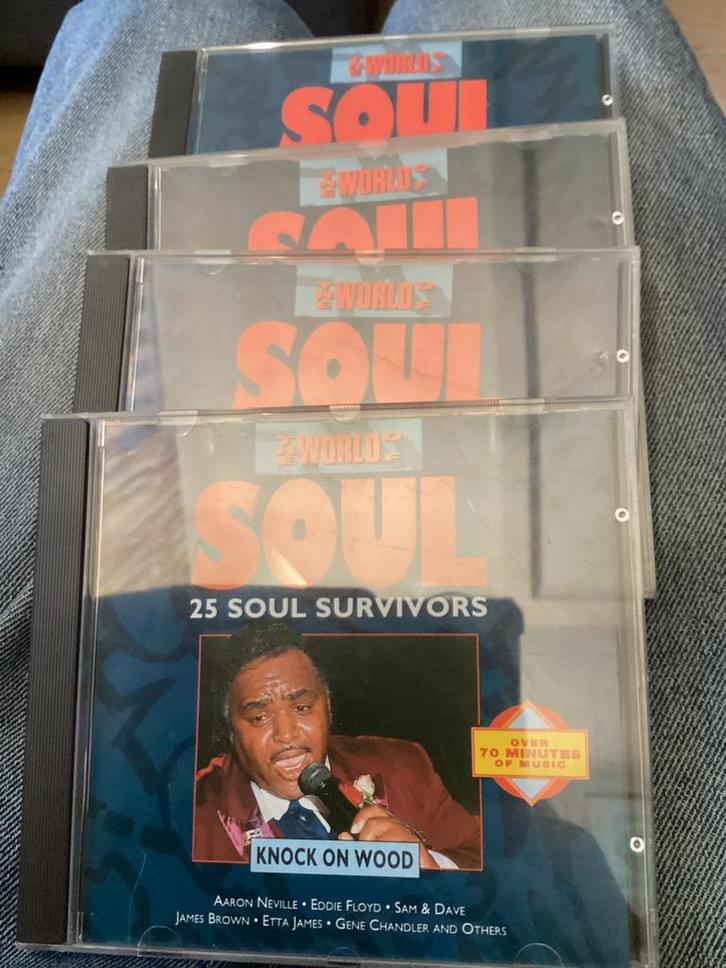 THE WORLD OF
SOUL
THE WORLD OF
SOUL
THE WORLD OF
SOUL
THE WORLD OF
SOUL
25 SOUL SURVIVORS
OVER
70 MINUTES
OF MUSIC
KNOCK ON WOOD
AARON NEVILLE • EDDIE FLOYD • SAM & DAVE
JAMES BROWN • ETTA JAMES • GENE CHANDLER AND OTHERS